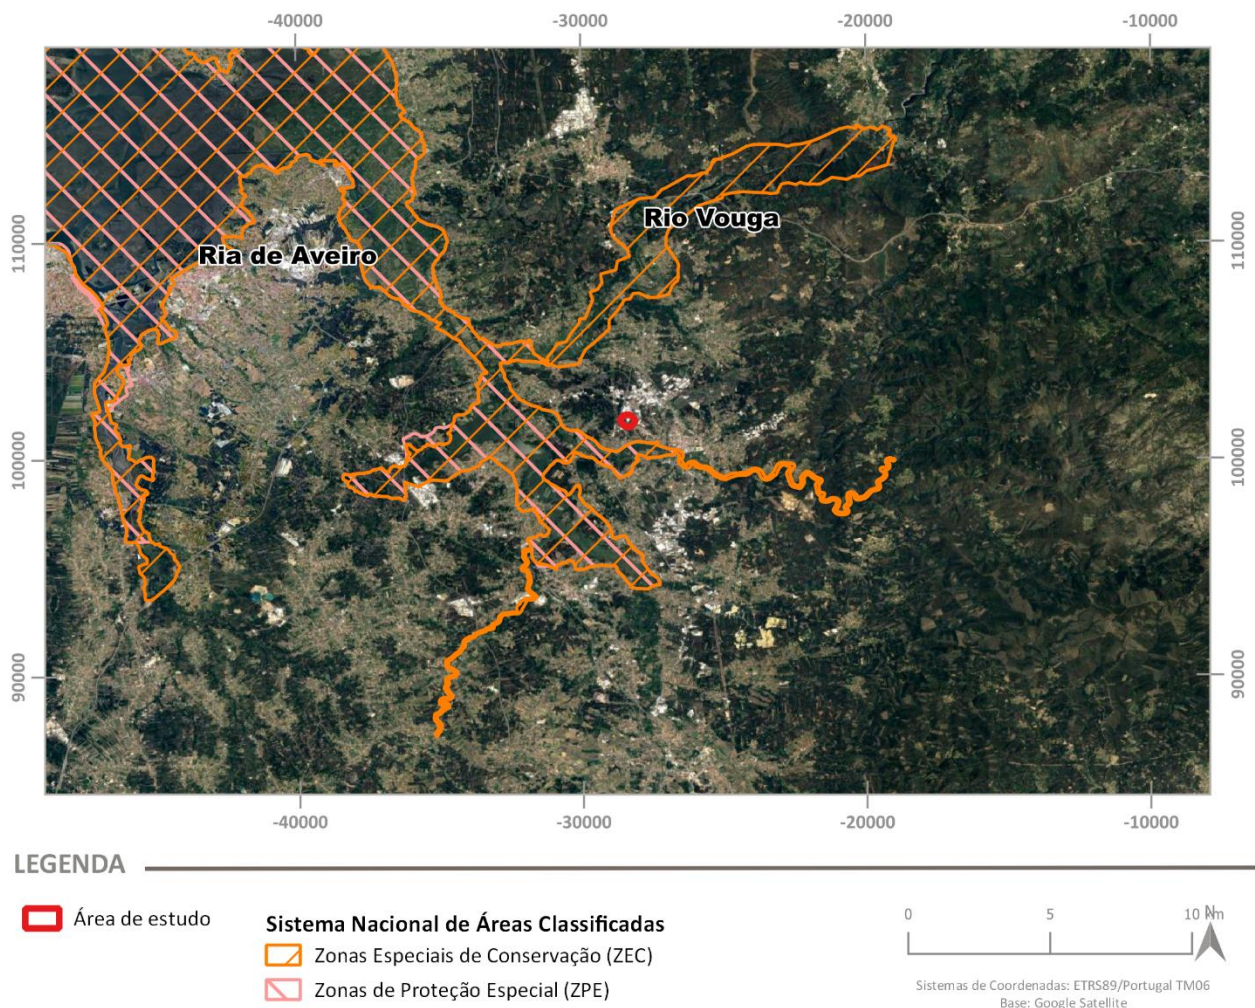 -40000 -30000 -20000 -10000
110000 110000
Rio Vouga
Ria de Aveiro
100000 100000
90000 90000
-40000 -30000 -20000 -10000
LEGENDA
Área de estudo
Sistema Nacional de Áreas Classificadas
Zonas Especiais de Conservação (ZEC)
Zonas de Proteção Especial (ZPE)
0 5 10 km
N
Sistemas de Coordenadas: ETRS89/Portugal TM06
Base: Google Satellite